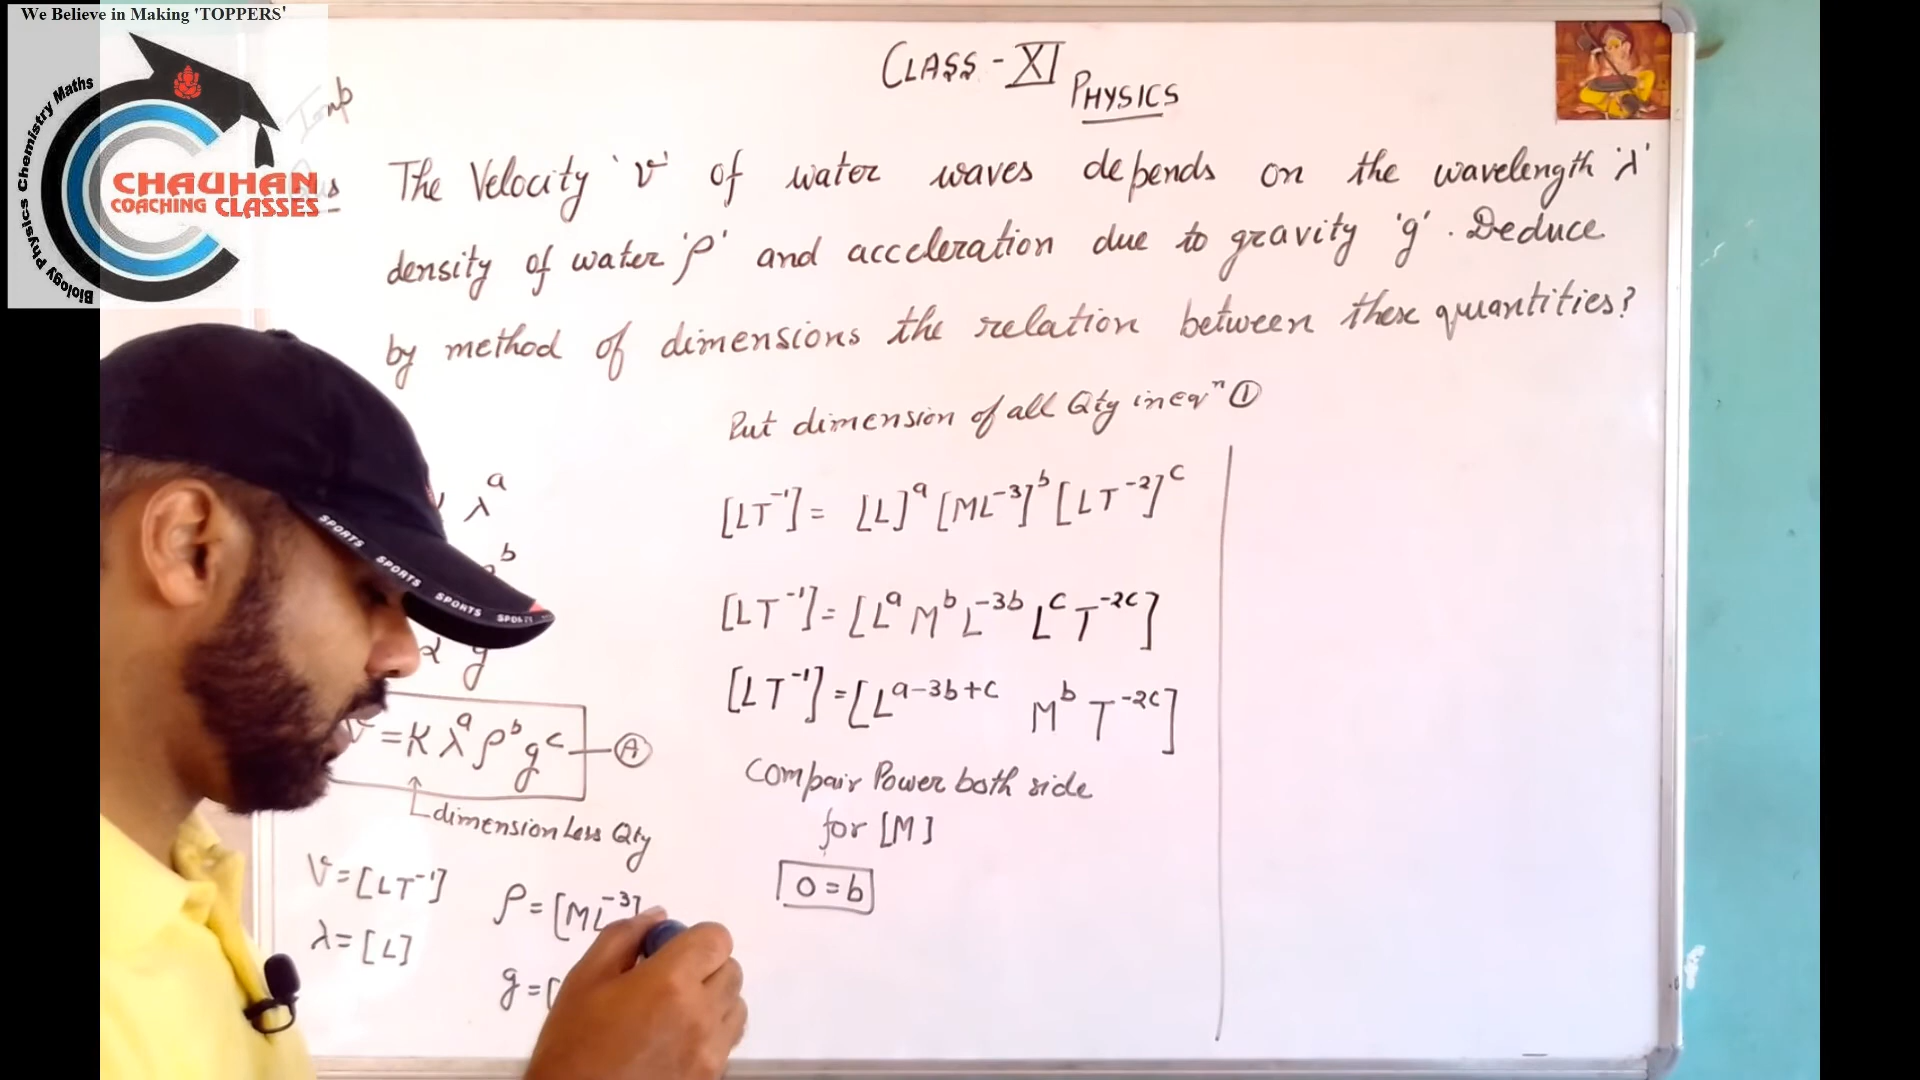 We Believe in Making 'TOPPERS'
Biology Physics Chemistry Maths
CHAUHAN
COACHING CLASSES
Imp
CLASS - XI
PHYSICS
The Velocity 'v' of water waves depends on the wavelength 'λ'
density of water 'ρ' and acceleration due to gravity 'g'. Deduce
by method of dimensions the relation between these quantities?
λᵃ
b
α g
= K λᵃ ρᵇ gᶜ — Ⓐ
dimension Less Qty
V = [LT⁻¹]
λ = [L]
ρ = [ML⁻³]
g = [
Put dimension of all Qty in eqⁿ ①
[LT⁻¹] = [L]ᵃ [ML⁻³]ᵇ [LT⁻²]ᶜ
[LT⁻¹] = [Lᵃ Mᵇ L⁻³ᵇ Lᶜ T⁻²ᶜ]
[LT⁻¹] = [Lᵃ⁻³ᵇ⁺ᶜ Mᵇ T⁻²ᶜ]
Compair Power both side
for [M]
0 = b
SPORTS SPORTS SPORTS SPORTS